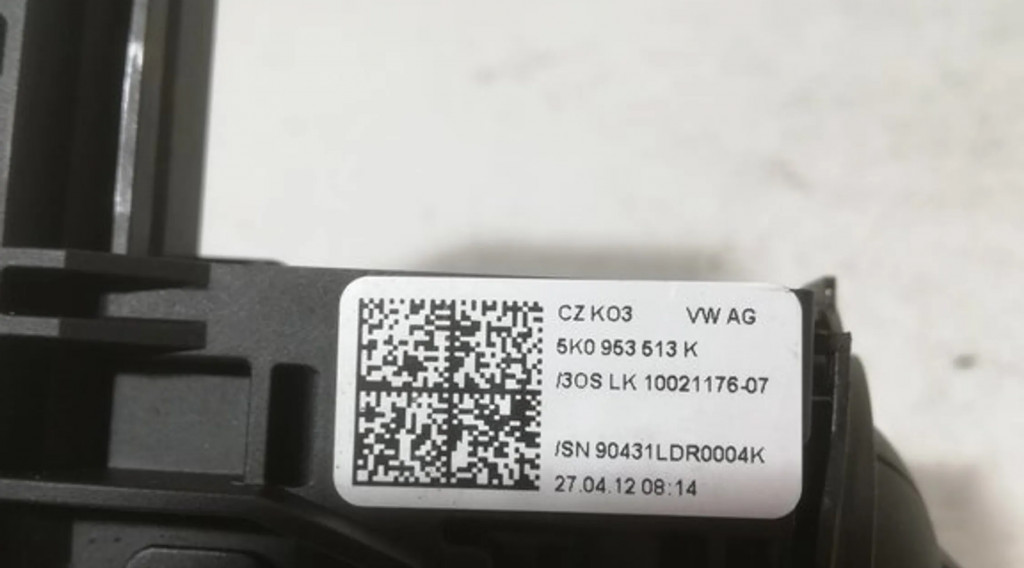 CZ K03 VW AG
5K0 953 513 K
/3OS LK 10021176-07
/SN 90431LDR0004K
27.04.12 08:14